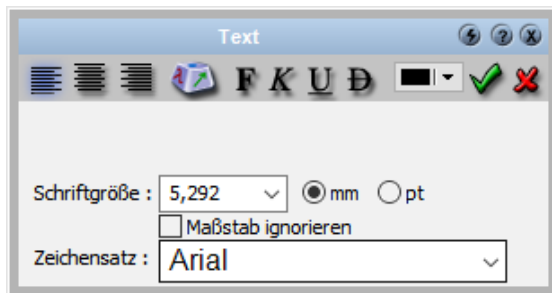 Text
F K U D
Schriftgröße : 5,292 mm pt
Maßstab ignorieren
Zeichensatz : Arial